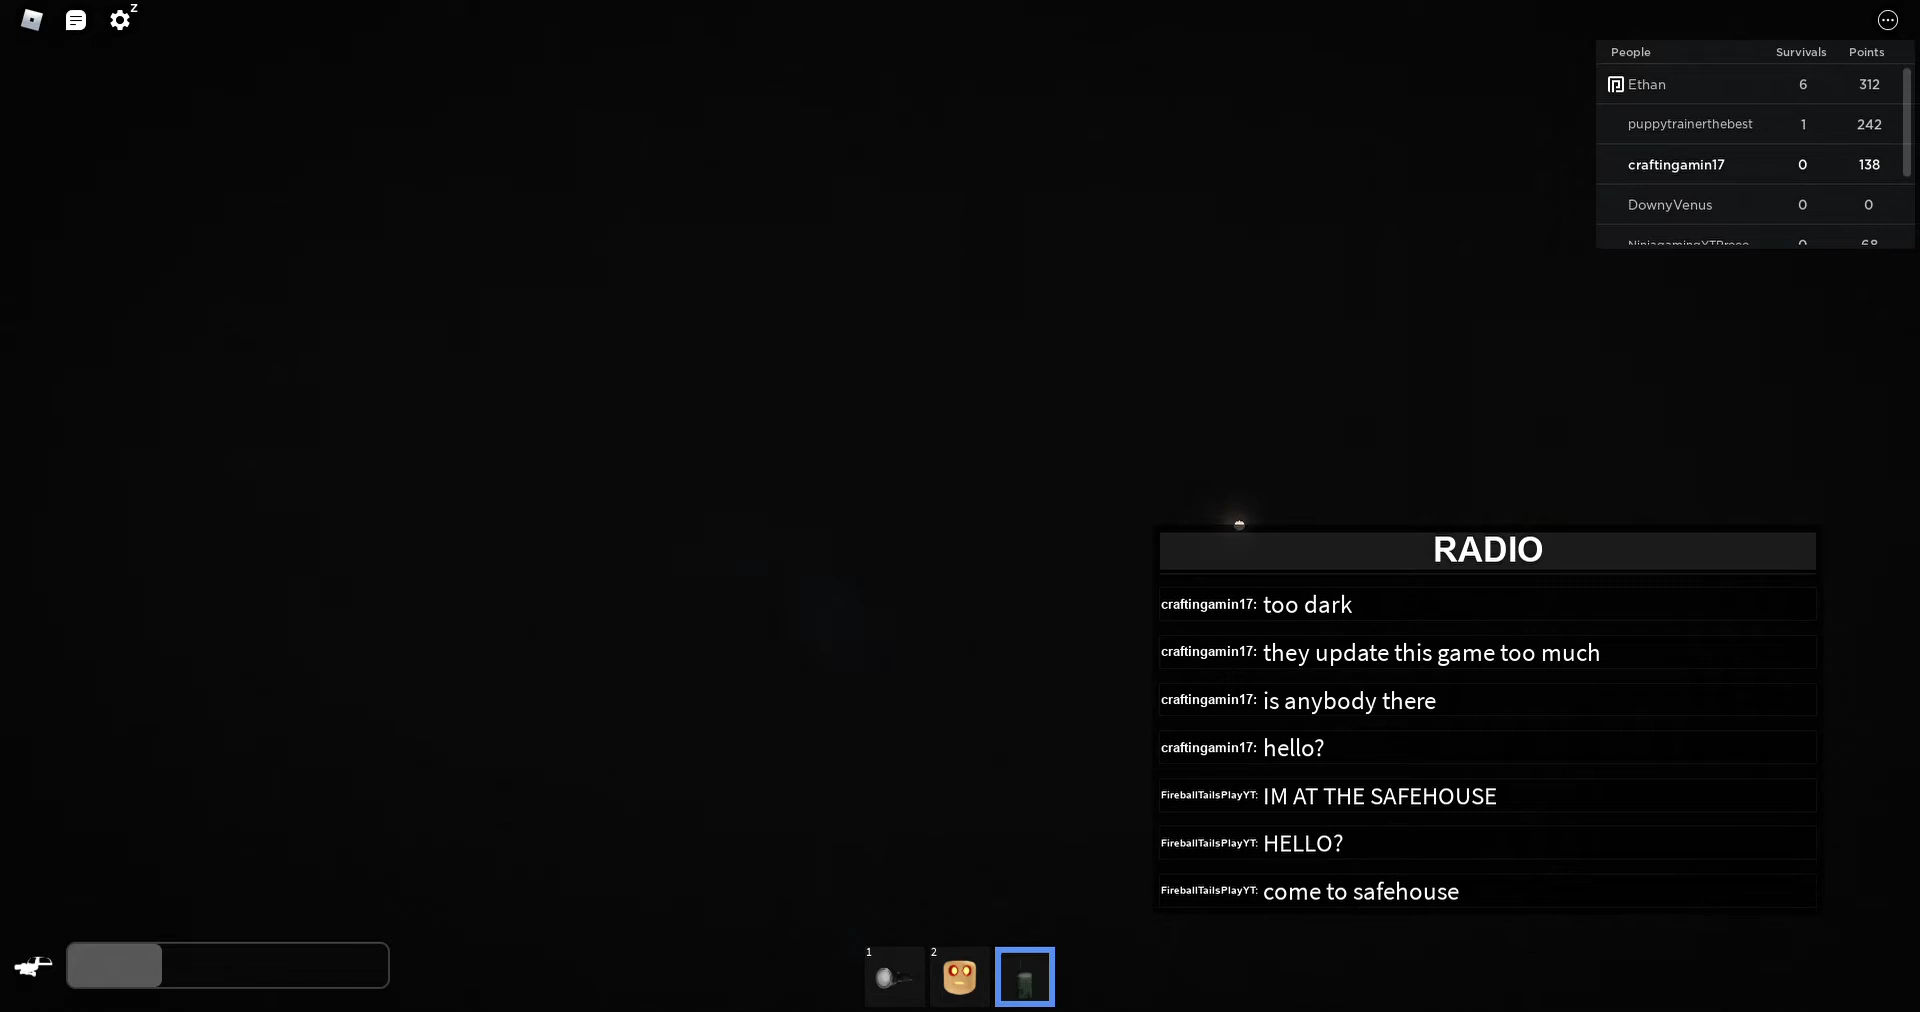 Z
People Survivals Points
Ethan 6 312
puppytrainerthebest 1 242
craftingamin17 0 138
DownyVenus 0 0
0 68
RADIO
craftingamin17: too dark
craftingamin17: they update this game too much
craftingamin17: is anybody there
craftingamin17: hello?
FireballTailsPlayYT: IM AT THE SAFEHOUSE
FireballTailsPlayYT: HELLO?
FireballTailsPlayYT: come to safehouse
1 2